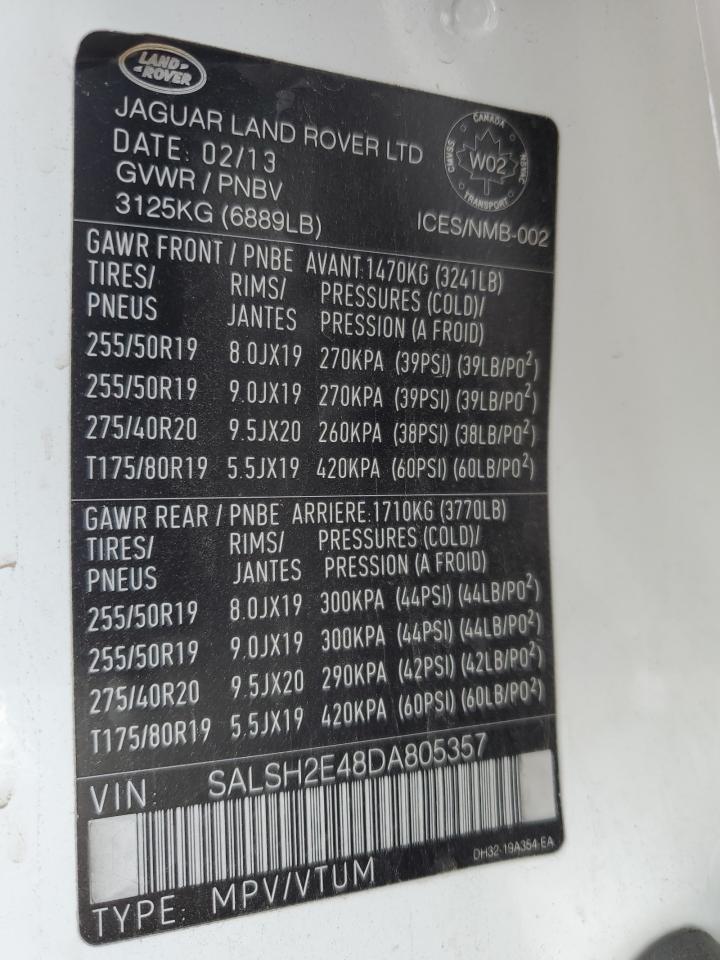 LAND-
-ROVER
JAGUAR LAND ROVER LTD
DATE: 02/13
GVWR / PNBV
3125KG (6889LB)
CANADA
CMVSS
W02
NSVAC
TRANSPORT
ICES/NMB-002
GAWR FRONT / PNBE AVANT:1470KG (3241LB)
TIRES/ RIMS/ PRESSURES (COLD)/
PNEUS JANTES PRESSION (A FROID)
255/50R19 8.0JX19 270KPA (39PSI) (39LB/PO²)
255/50R19 9.0JX19 270KPA (39PSI) (39LB/PO²)
275/40R20 9.5JX20 260KPA (38PSI) (38LB/PO²)
T175/80R19 5.5JX19 420KPA (60PSI) (60LB/PO²)
GAWR REAR / PNBE ARRIERE:1710KG (3770LB)
TIRES/ RIMS/ PRESSURES (COLD)/
PNEUS JANTES PRESSION (A FROID)
255/50R19 8.0JX19 300KPA (44PSI) (44LB/PO²)
255/50R19 9.0JX19 300KPA (44PSI) (44LB/PO²)
275/40R20 9.5JX20 290KPA (42PSI) (42LB/PO²)
T175/80R19 5.5JX19 420KPA (60PSI) (60LB/PO²)
VIN: SALSH2E48DA805357
DH32-19A354-EA
TYPE: MPV/VTUM